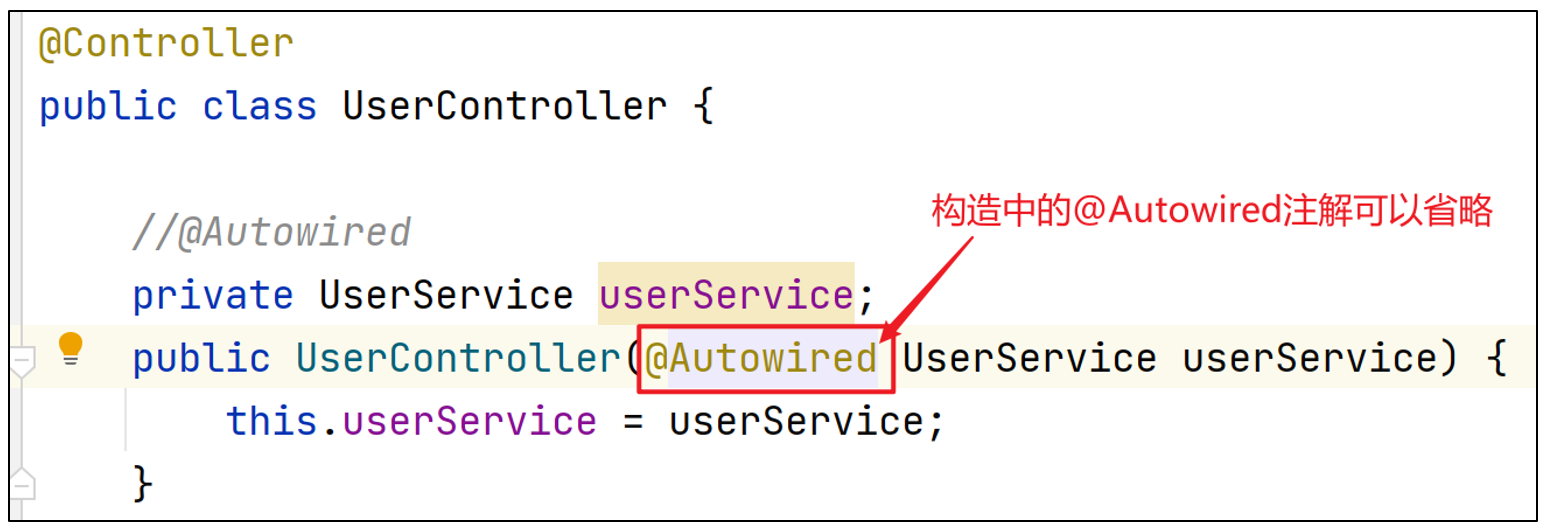 @Controller
public class UserController {
构造中的@Autowired注解可以省略
//@Autowired
private UserService userService;
public UserController(@Autowired UserService userService) {
this.userService = userService;
}